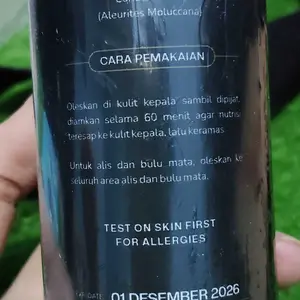 (Aleurites Moluccana)
CARA PEMAKAIAN
Oleskan di kulit kepala sambil dipijat,
diamkan selama 60 menit agar nutrisi
teresap ke kulit kepala, lalu keramas.
Untuk alis dan bulu mata, oleskan ke
seluruh area alis dan bulu mata.
TEST ON SKIN FIRST
FOR ALLERGIES
01 DESEMBER 2026